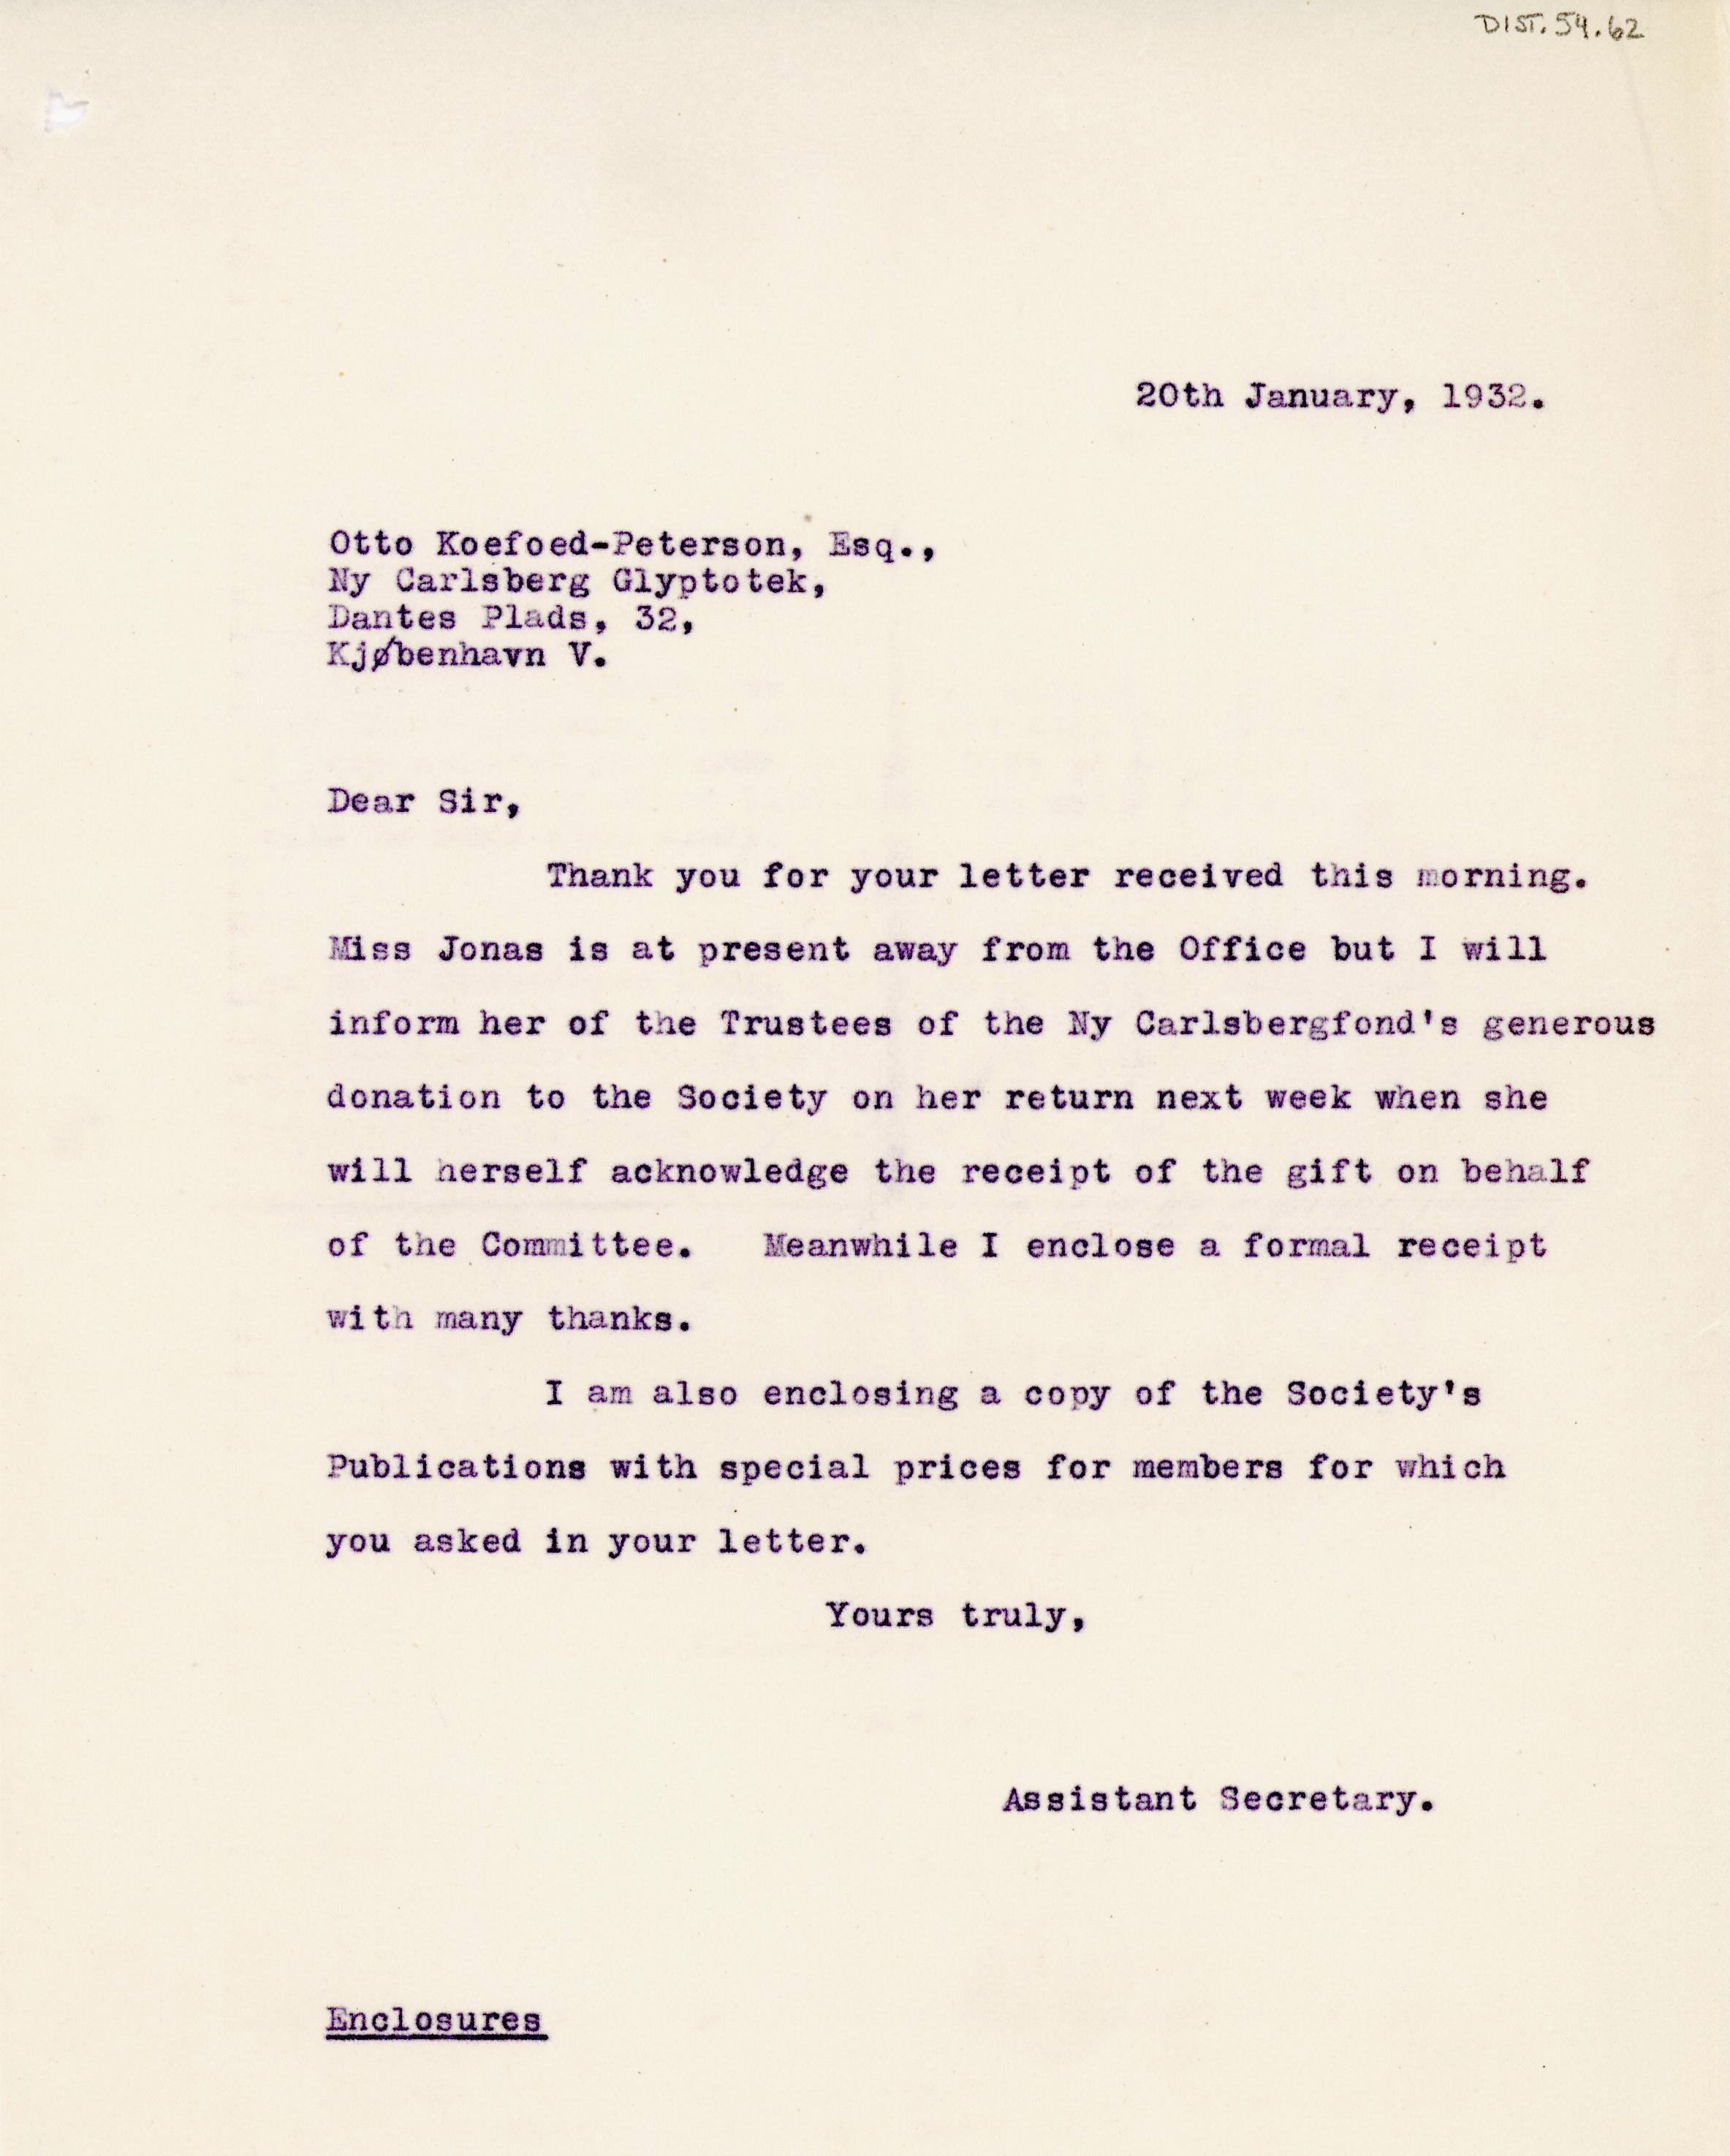 DIST.54.62
20th January, 1932.
Otto Koefoed-Peterson, Esq.,
Ny Carlsberg Glyptotek,
Dantes Plads, 32,
Kjøbenhavn V.
Dear Sir,
Thank you for your letter received this morning.
Miss Jonas is at present away from the Office but I will
inform her of the Trustees of the Ny Carlsbergfond's generous
donation to the Society on her return next week when she
will herself acknowledge the receipt of the gift on behalf
of the Committee. Meanwhile I enclose a formal receipt
with many thanks.
I am also enclosing a copy of the Society's
Publications with special prices for members for which
you asked in your letter.
Yours truly,
Assistant Secretary.
Enclosures